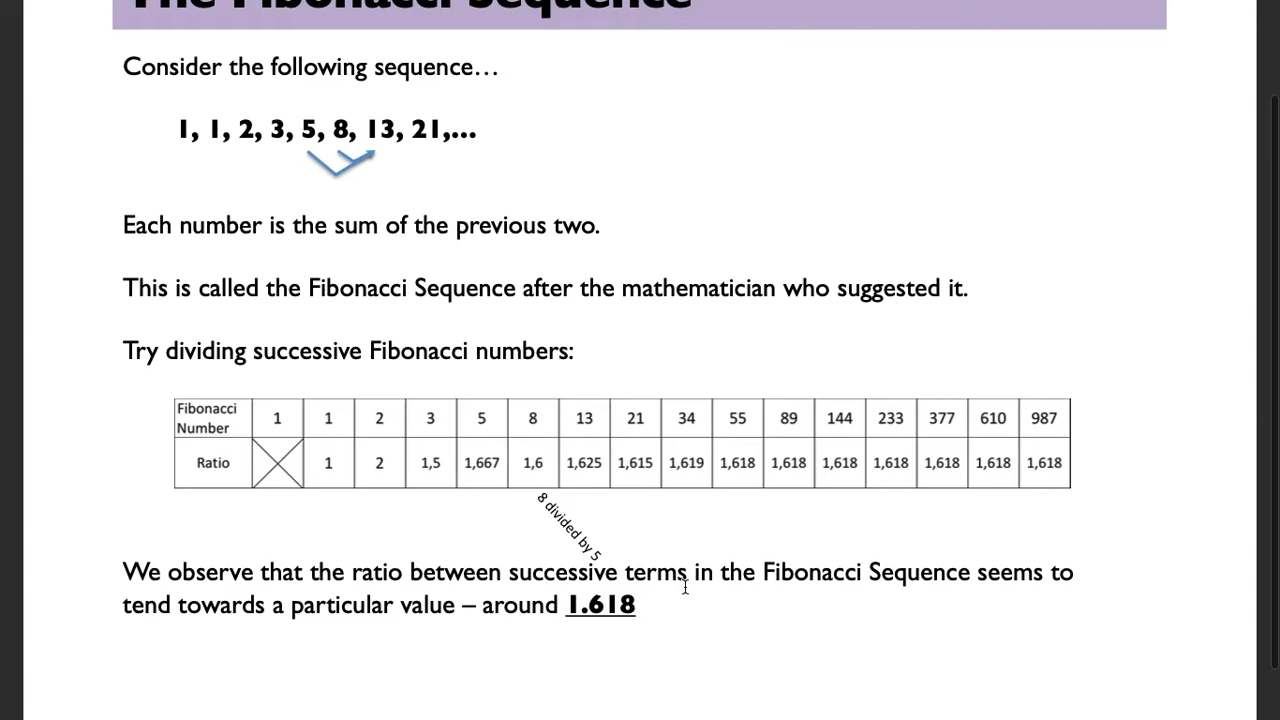 The Fibonacci Sequence
Consider the following sequence…
1, 1, 2, 3, 5, 8, 13, 21,…
Each number is the sum of the previous two.
This is called the Fibonacci Sequence after the mathematician who suggested it.
Try dividing successive Fibonacci numbers:
Fibonacci Number 1 1 2 3 5 8 13 21 34 55 89 144 233 377 610 987
Ratio 1 2 1,5 1,667 1,6 1,625 1,615 1,619 1,618 1,618 1,618 1,618 1,618 1,618 1,618
8 divided by 5
We observe that the ratio between successive terms in the Fibonacci Sequence seems to
tend towards a particular value – around 1.618